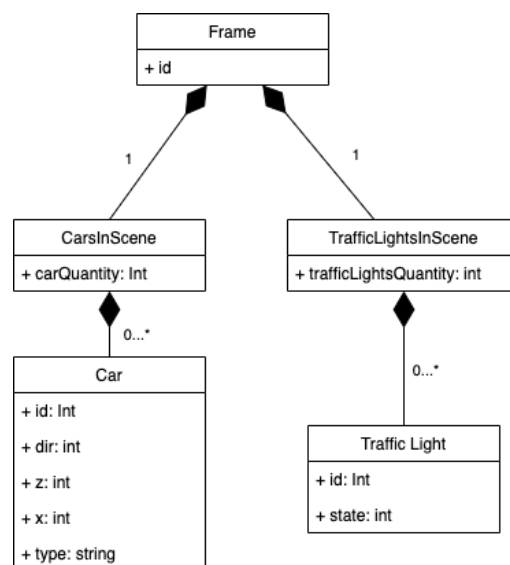 Frame
+ id
1
1
CarsInScene
+ carQuantity: Int
TrafficLightsInScene
+ trafficLightsQuantity: int
0...*
0...*
Car
+ id: Int
+ dir: int
+ z: int
+ x: int
+ type: string
Traffic Light
+ id: Int
+ state: int